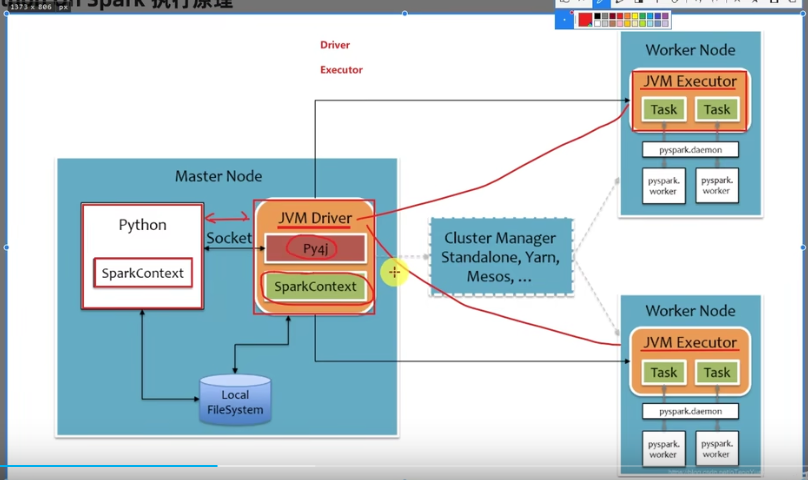 on Spark 执行原理
1373 x 806 px
Driver
Executor
Master Node
Python
SparkContext
Socket
JVM Driver
Py4j
SparkContext
Local
FileSystem
Cluster Manager
Standalone, Yarn,
Mesos, ...
Worker Node
JVM Executor
Task
Task
pyspark.daemon
pyspark.
worker
pyspark.
worker
Worker Node
JVM Executor
Task
Task
pyspark.daemon
pyspark.
worker
pyspark.
worker